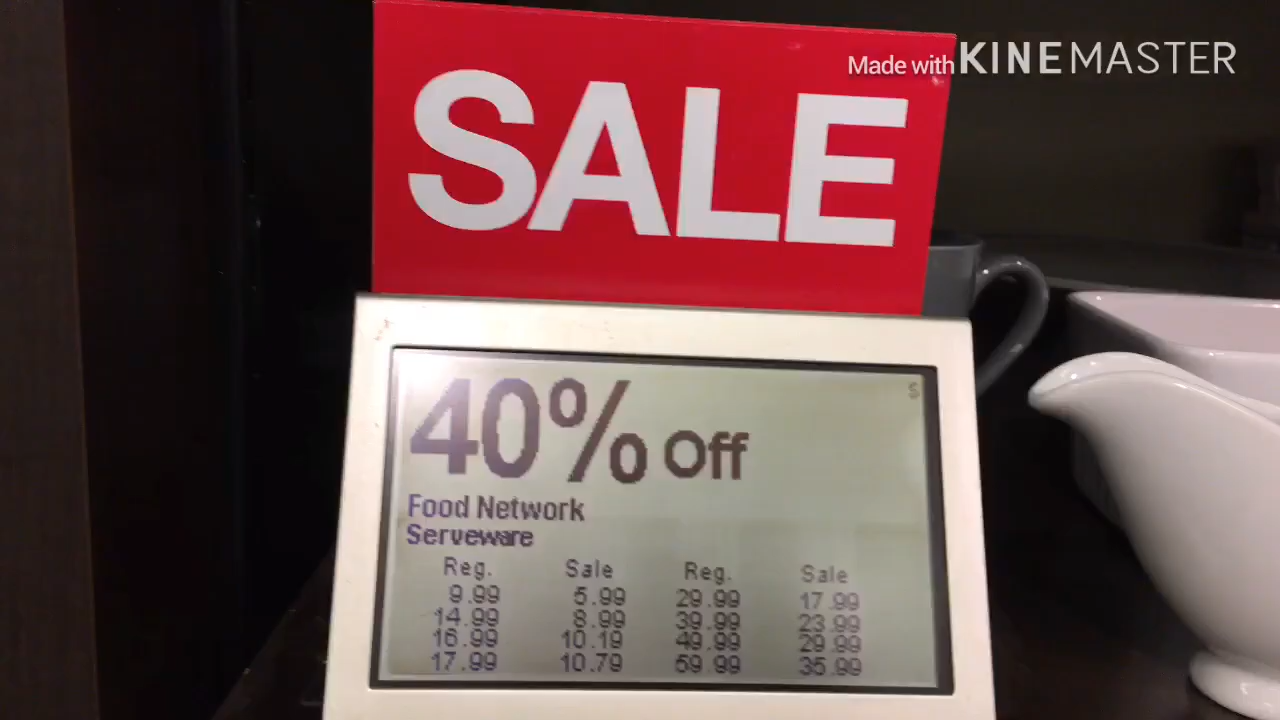 Made with KINEMASTER
SALE
$
40% Off
Food Network
Serveware
Reg. Sale Reg. Sale
9.99 5.99 29.99 17.99
14.99 8.99 39.99 23.99
16.99 10.19 49.99 29.99
17.99 10.79 59.99 35.99